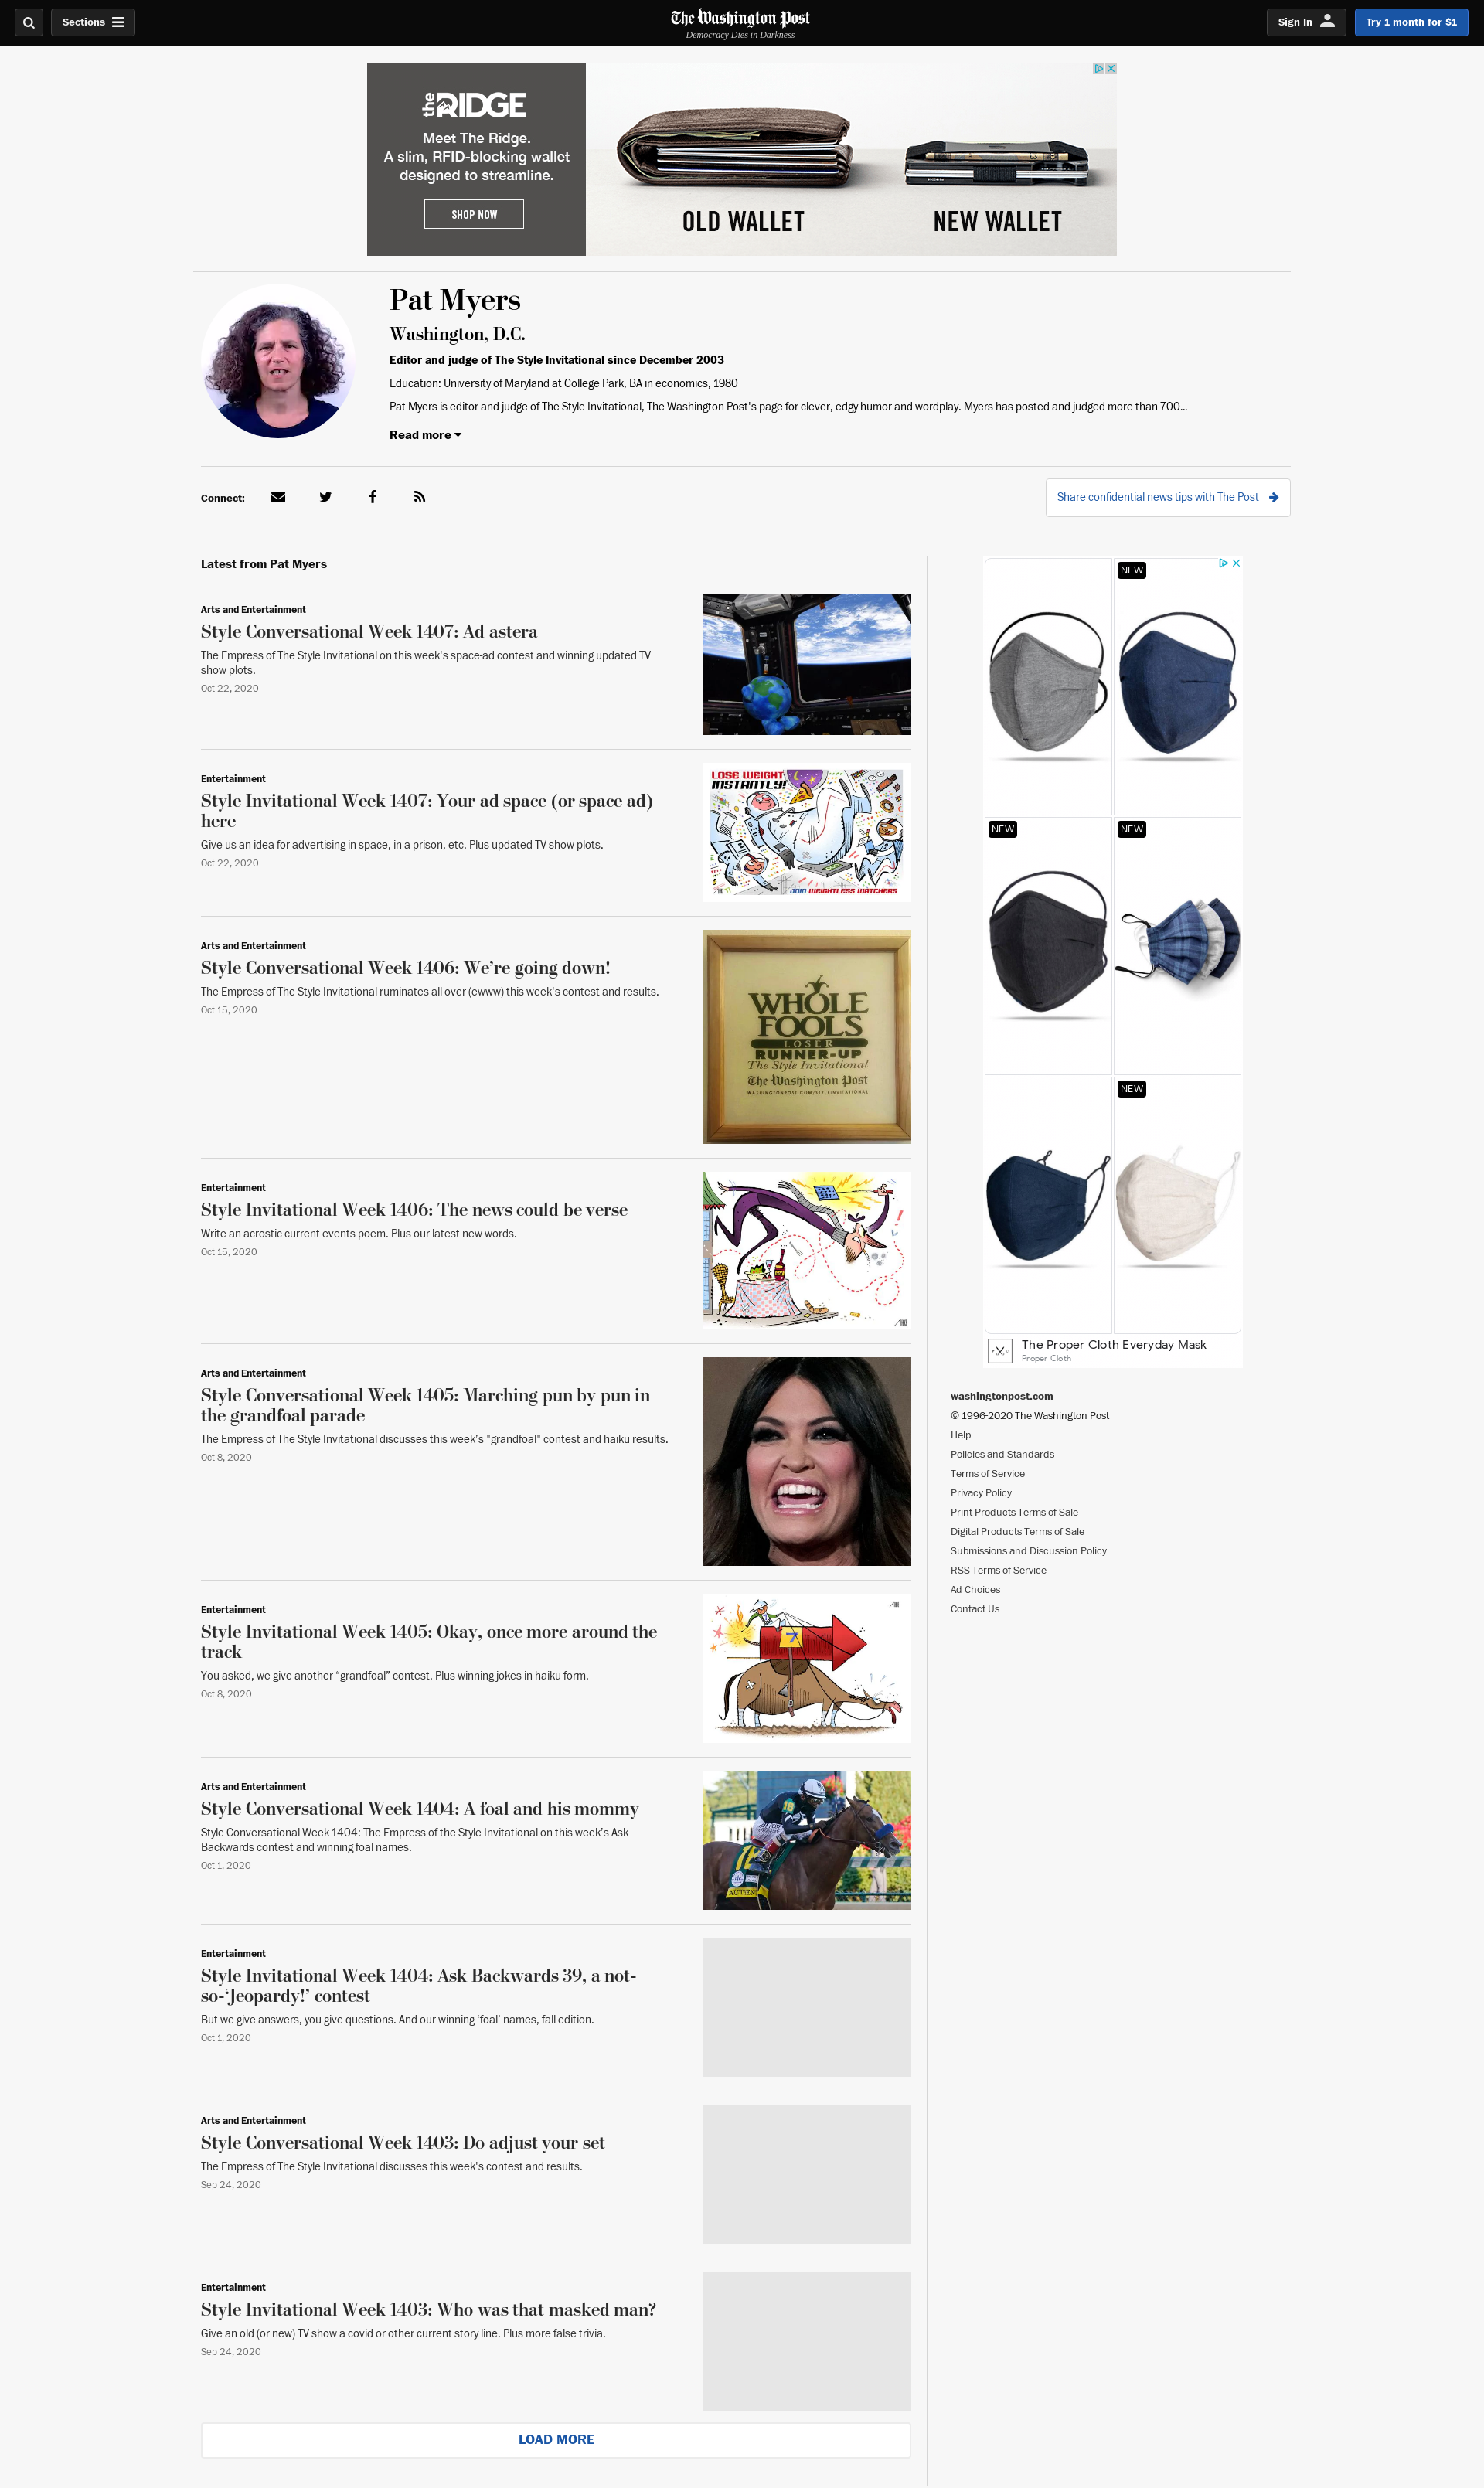 Sections
The Washington Post
Democracy Dies in Darkness
Sign In
Try 1 month for $1
the RIDGE
Meet The Ridge.
A slim, RFID-blocking wallet
designed to streamline.
SHOP NOW
OLD WALLET
NEW WALLET
Pat Myers
Washington, D.C.
Editor and judge of The Style Invitational since December 2003
Education: University of Maryland at College Park, BA in economics, 1980
Pat Myers is editor and judge of The Style Invitational, The Washington Post's page for clever, edgy humor and wordplay. Myers has posted and judged more than 700...
Read more
Connect:
Share confidential news tips with The Post
Latest from Pat Myers
Arts and Entertainment
Style Conversational Week 1407: Ad astera
The Empress of The Style Invitational on this week's space-ad contest and winning updated TV
show plots.
Oct 22, 2020
Entertainment
Style Invitational Week 1407: Your ad space (or space ad)
here
Give us an idea for advertising in space, in a prison, etc. Plus updated TV show plots.
Oct 22, 2020
LOSE WEIGHT
INSTANTLY!
JOIN WEIGHTLESS WATCHERS
Arts and Entertainment
Style Conversational Week 1406: We’re going down!
The Empress of The Style Invitational ruminates all over (ewww) this week's contest and results.
Oct 15, 2020
WHOLE
FOOLS
LOSER
RUNNER-UP
The Style Invitational
The Washington Post
WASHINGTONPOST.COM/STYLEINVITATIONAL
Entertainment
Style Invitational Week 1406: The news could be verse
Write an acrostic current-events poem. Plus our latest new words.
Oct 15, 2020
Arts and Entertainment
Style Conversational Week 1405: Marching pun by pun in
the grandfoal parade
The Empress of The Style Invitational discusses this week's "grandfoal" contest and haiku results.
Oct 8, 2020
Entertainment
Style Invitational Week 1405: Okay, once more around the
track
You asked, we give another “grandfoal” contest. Plus winning jokes in haiku form.
Oct 8, 2020
7
Arts and Entertainment
Style Conversational Week 1404: A foal and his mommy
Style Conversational Week 1404: The Empress of the Style Invitational on this week's Ask
Backwards contest and winning foal names.
Oct 1, 2020
18
18
Entertainment
Style Invitational Week 1404: Ask Backwards 39, a not-
so-‘Jeopardy!’ contest
But we give answers, you give questions. And our winning ‘foal’ names, fall edition.
Oct 1, 2020
Arts and Entertainment
Style Conversational Week 1403: Do adjust your set
The Empress of The Style Invitational discusses this week's contest and results.
Sep 24, 2020
Entertainment
Style Invitational Week 1403: Who was that masked man?
Give an old (or new) TV show a covid or other current story line. Plus more false trivia.
Sep 24, 2020
LOAD MORE
NEW
NEW
NEW
NEW
The Proper Cloth Everyday Mask
Proper Cloth
washingtonpost.com
© 1996-2020 The Washington Post
Help
Policies and Standards
Terms of Service
Privacy Policy
Print Products Terms of Sale
Digital Products Terms of Sale
Submissions and Discussion Policy
RSS Terms of Service
Ad Choices
Contact Us